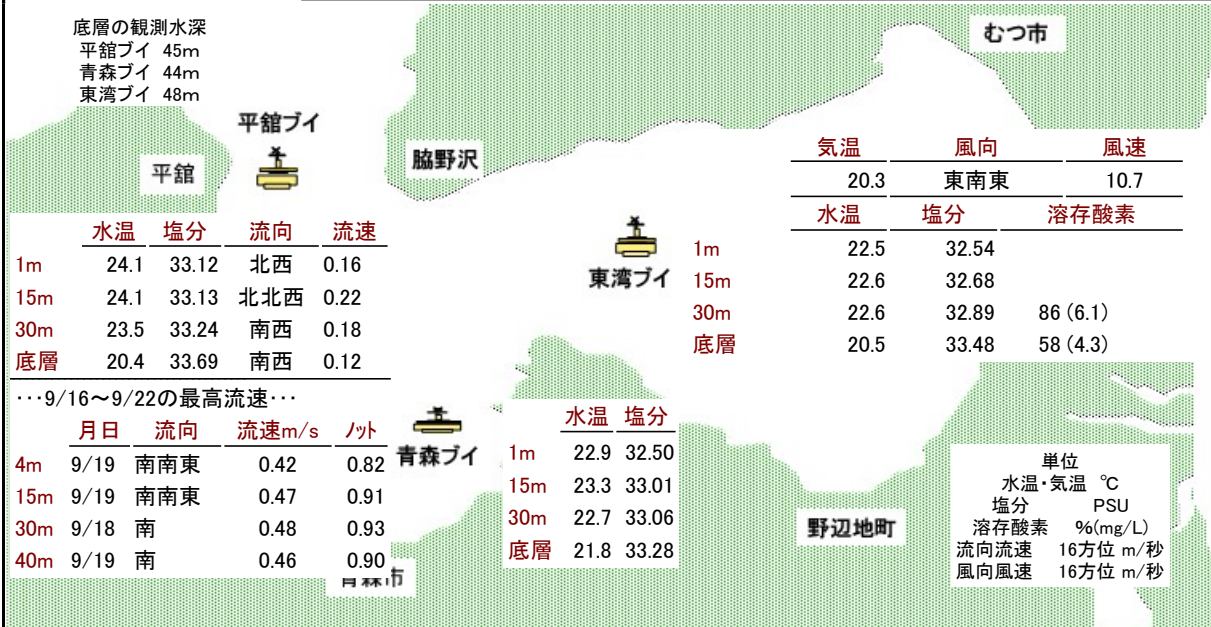 底層の観測水深
平舘ブイ 45m
青森ブイ 44m
東湾ブイ 48m
むつ市
平舘ブイ
平舘
脇野沢
気温 風向 風速
20.3 東南東 10.7
水温 塩分 溶存酸素
1m 22.5 32.54
15m 22.6 32.68
30m 22.6 32.89 86 (6.1)
底層 20.5 33.48 58 (4.3)
東湾ブイ
水温 塩分 流向 流速
1m 24.1 33.12 北西 0.16
15m 24.1 33.13 北北西 0.22
30m 23.5 33.24 南西 0.18
底層 20.4 33.69 南西 0.12
…9/16～9/22の最高流速…
月日 流向 流速m/s ノット
4m 9/19 南南東 0.42 0.82
15m 9/19 南南東 0.47 0.91
30m 9/18 南 0.48 0.93
40m 9/19 南 0.46 0.90
青森ブイ
水温 塩分
1m 22.9 32.50
15m 23.3 33.01
30m 22.7 33.06
底層 21.8 33.28
青森市
野辺地町
単位
水温・気温 ℃
塩分 PSU
溶存酸素 %(mg/L)
流向流速 16方位 m/秒
風向風速 16方位 m/秒